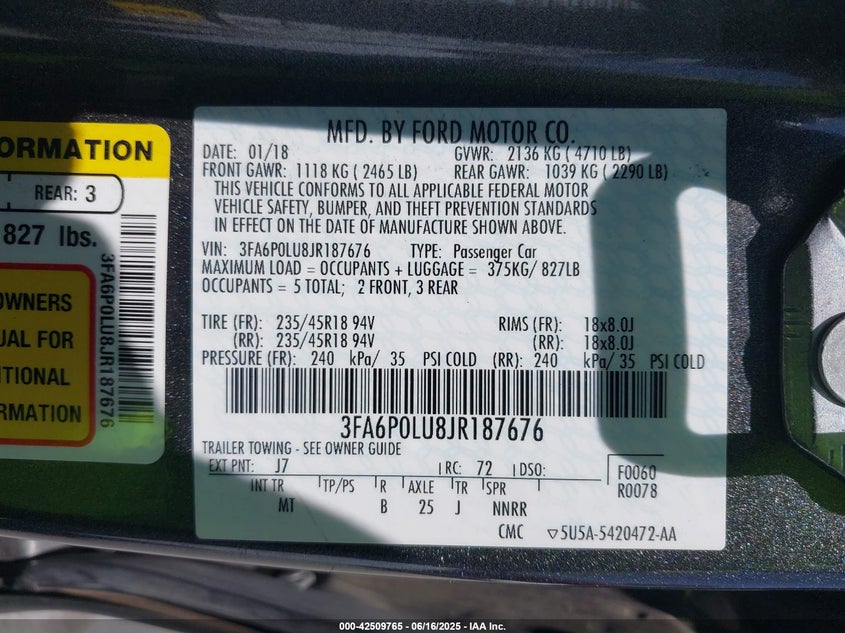 ORMATION
REAR: 3
827 lbs.
OWNERS
UAL FOR
ITIONAL
ORMATION
3FA6P0LU8JR187676
MFD. BY FORD MOTOR CO.
DATE: 01/18 GVWR: 2136 KG ( 4710 LB)
FRONT GAWR: 1118 KG ( 2465 LB) REAR GAWR: 1039 KG ( 2290 LB)
THIS VEHICLE CONFORMS TO ALL APPLICABLE FEDERAL MOTOR
VEHICLE SAFETY, BUMPER, AND THEFT PREVENTION STANDARDS
IN EFFECT ON THE DATE OF MANUFACTURE SHOWN ABOVE.
VIN: 3FA6P0LU8JR187676 TYPE: Passenger Car
MAXIMUM LOAD = OCCUPANTS + LUGGAGE = 375KG/ 827LB
OCCUPANTS = 5 TOTAL; 2 FRONT, 3 REAR
TIRE (FR): 235/45R18 94V RIMS (FR): 18x8.0J
(RR): 235/45R18 94V (RR): 18x8.0J
PRESSURE (FR): 240 kPa/ 35 PSI COLD (RR): 240 kPa/ 35 PSI COLD
3FA6P0LU8JR187676
TRAILER TOWING - SEE OWNER GUIDE
EXT PNT: J7 RC: 72 DSO: F0060
R0078
INT TR TP/PS R AXLE TR SPR
MT B 25 J NNRR
CMC ▽5U5A-5420472-AA
000-42509765 - 06/16/2025 - IAA Inc.